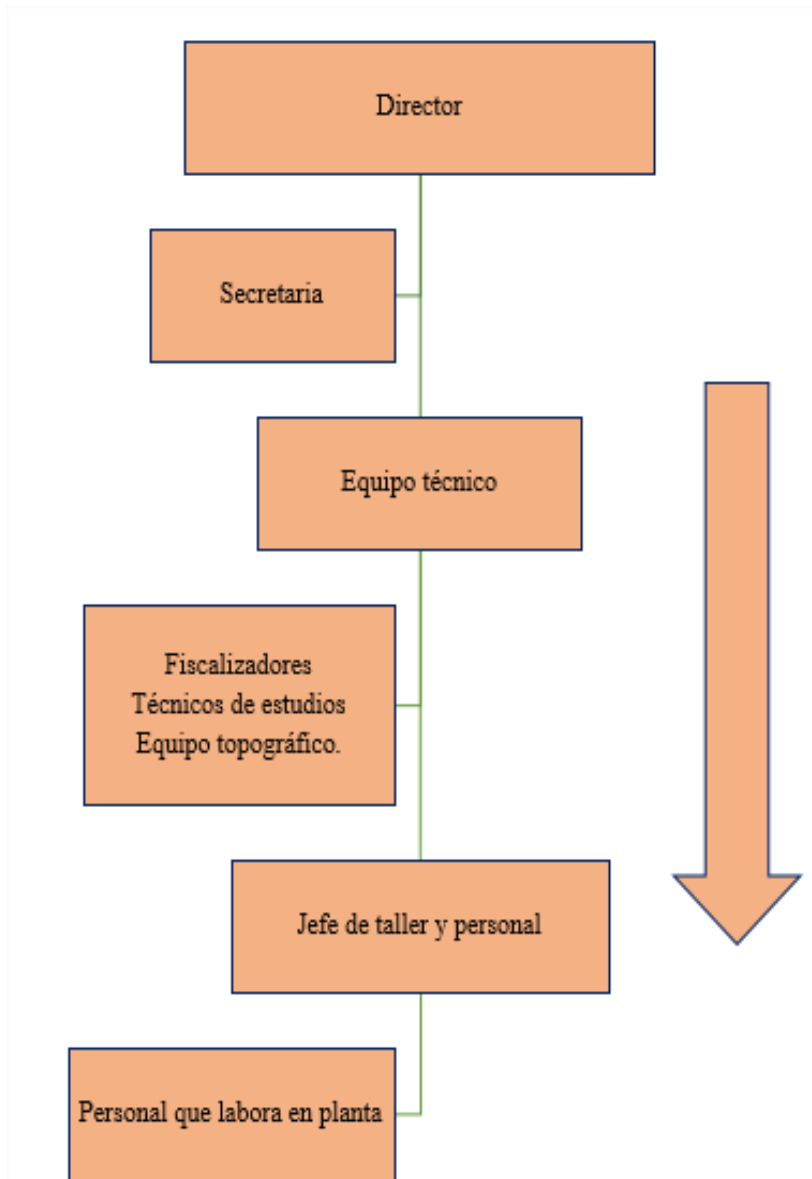 Director
Secretaria
Equipo técnico
Fiscalizadores
Técnicos de estudios
Equipo topográfico.
Jefe de taller y personal
Personal que labora en planta